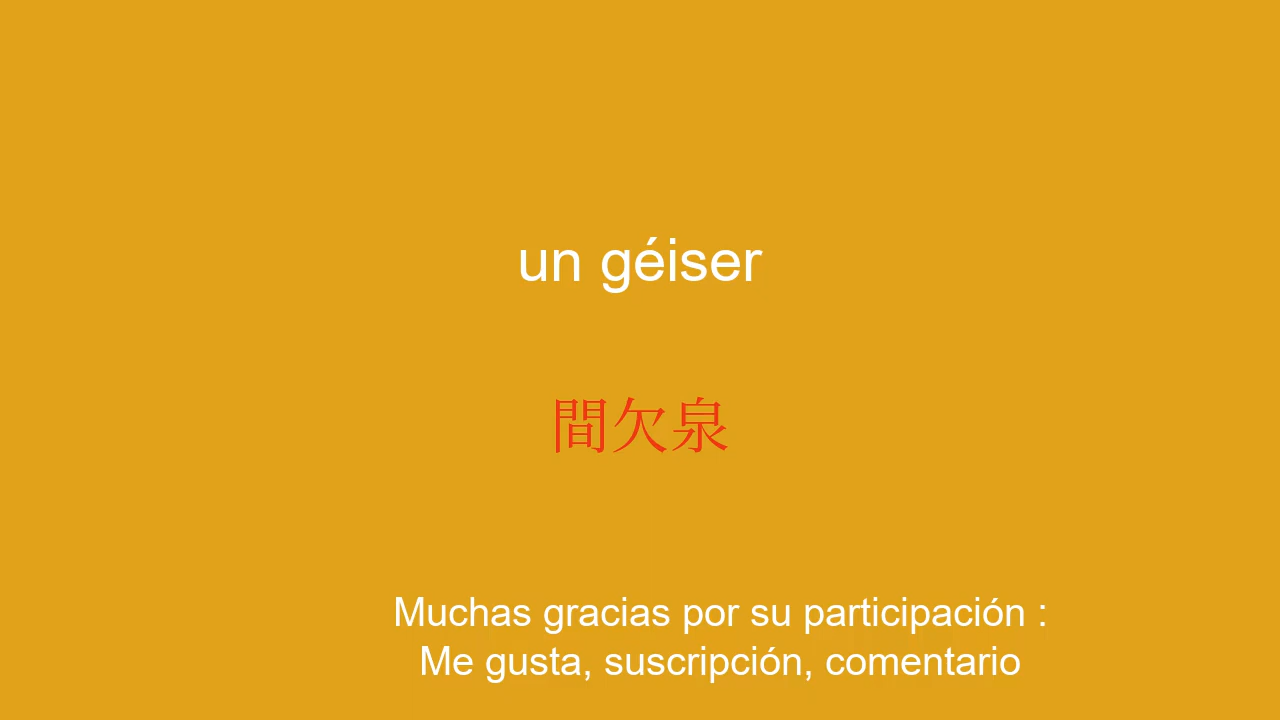 un géiser
間欠泉
Muchas gracias por su participación :
Me gusta, suscripción, comentario